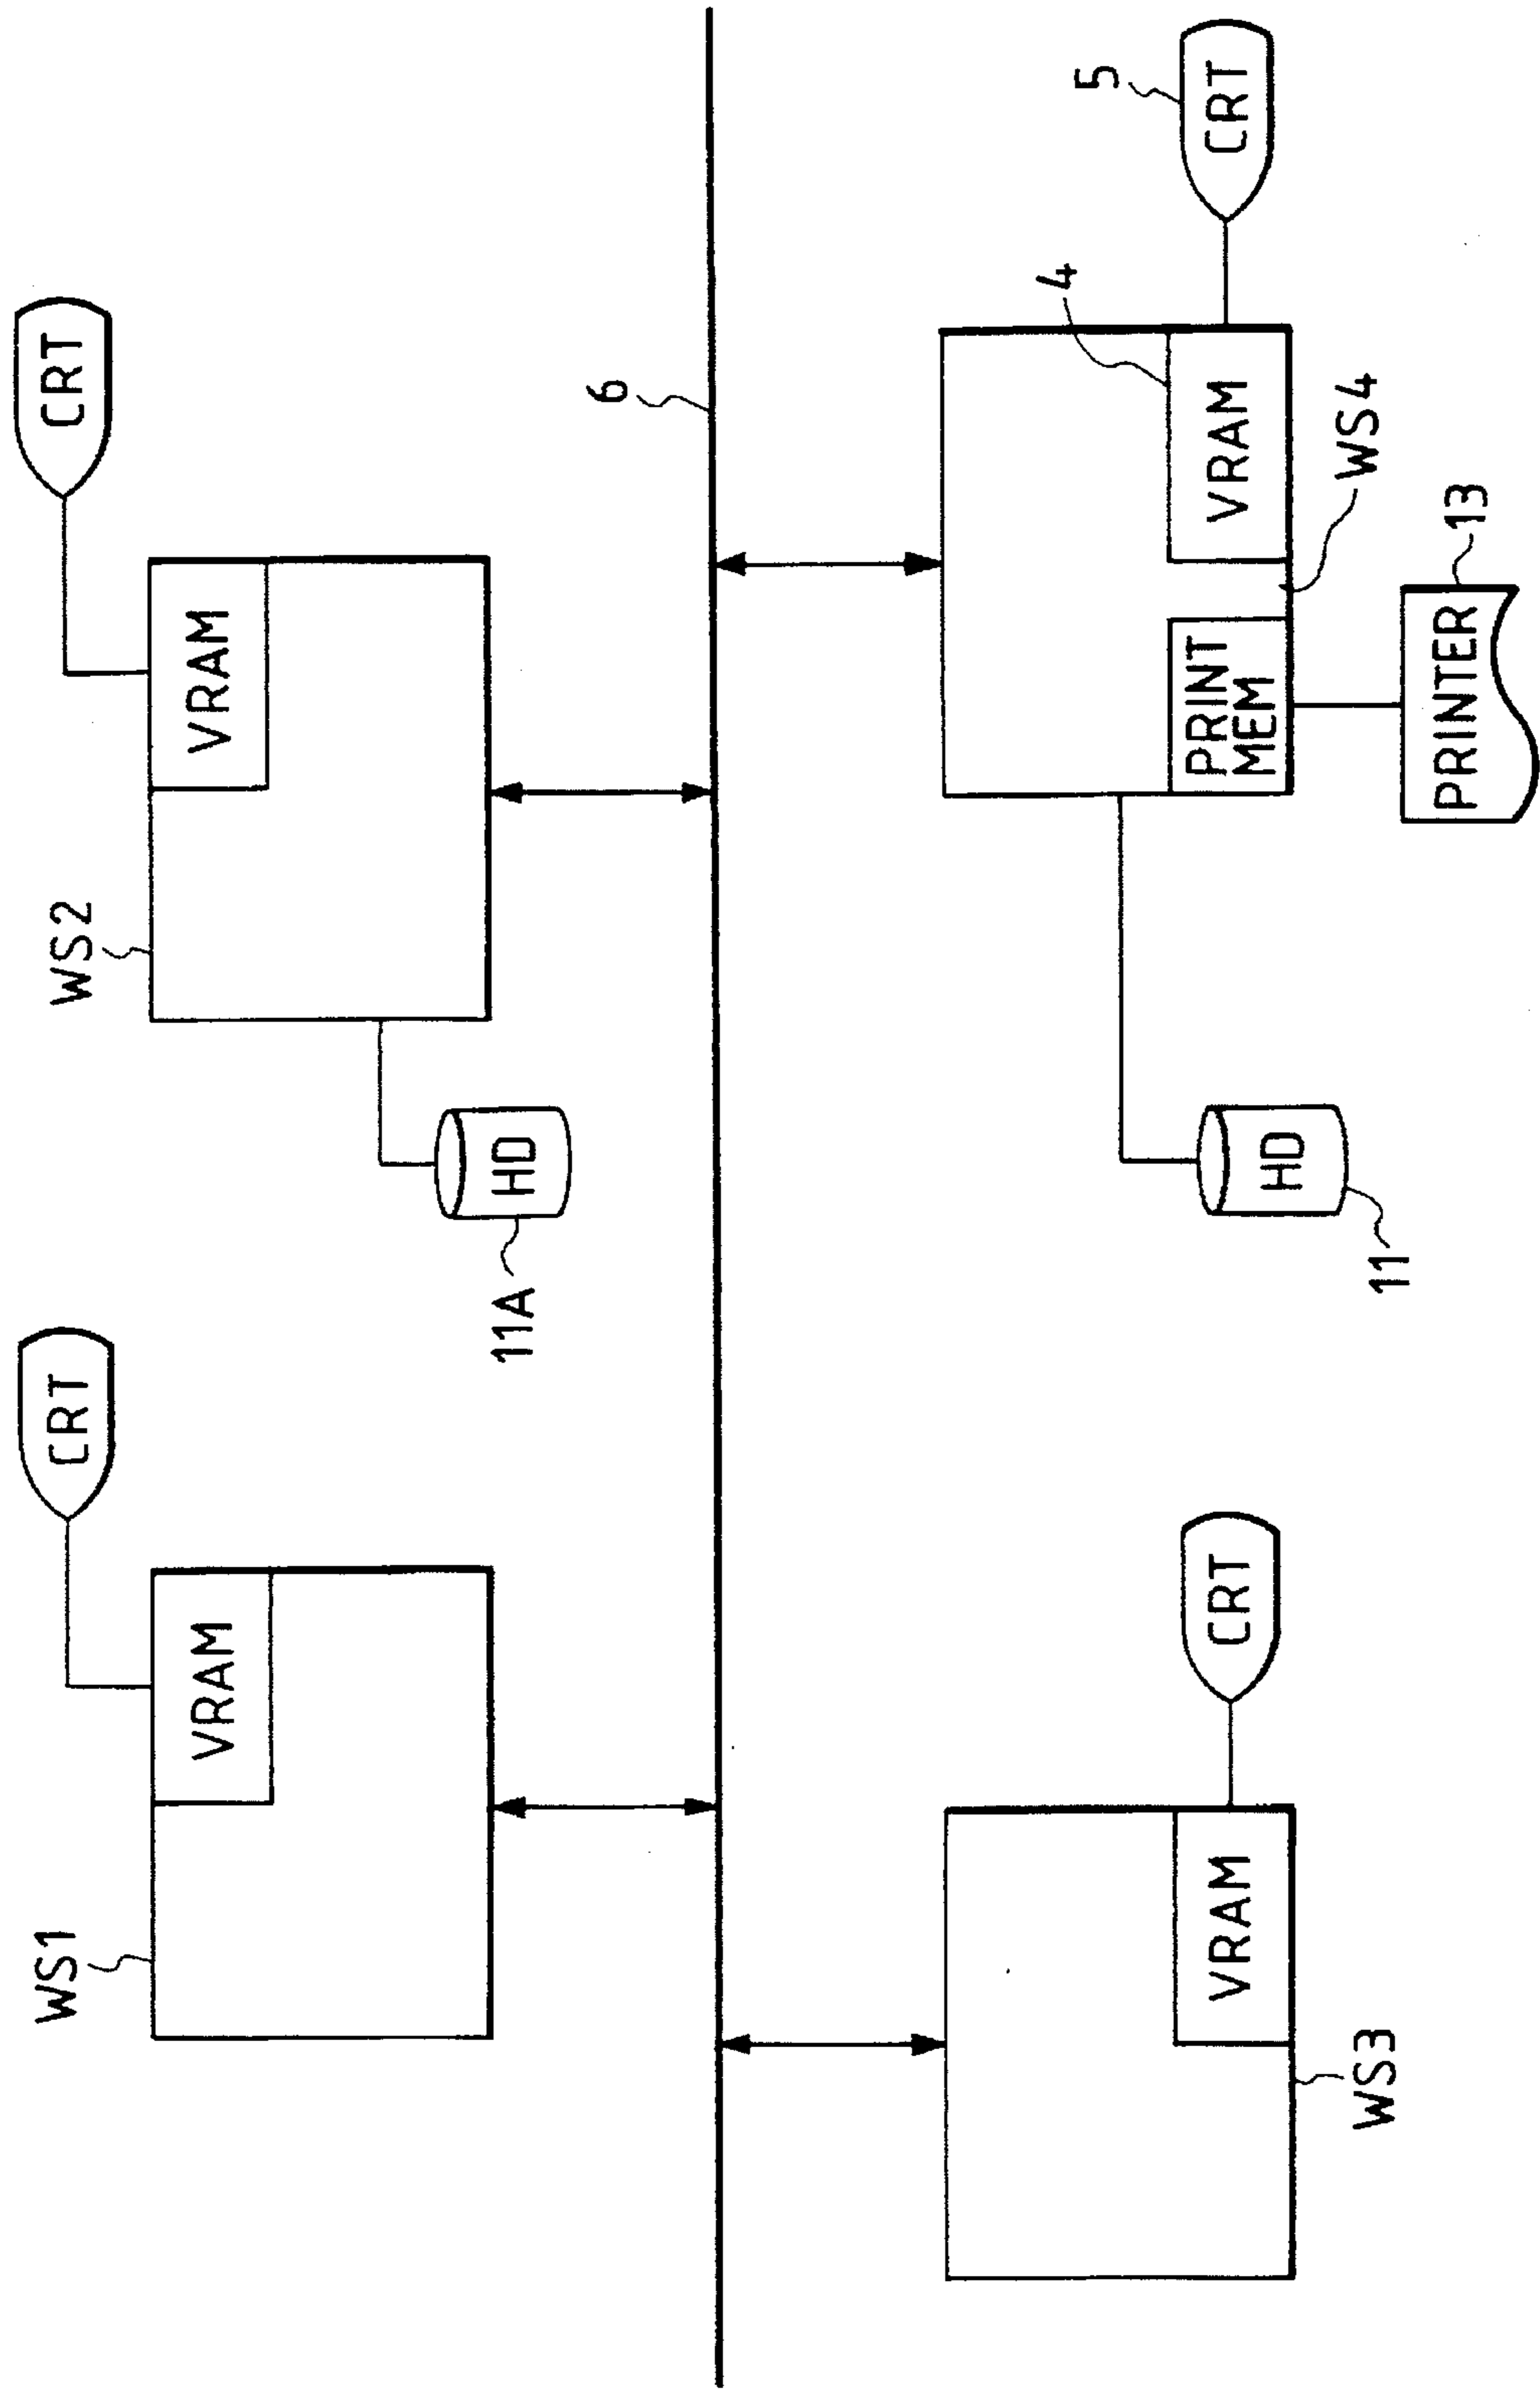 CRT
CRT
WS1
VRAM
WS2
VRAM
11A
HD
6
WS3
VRAM
CRT
11
HD
PRINT
MEM
4
VRAM
WS4
5
CRT
PRINTER
13